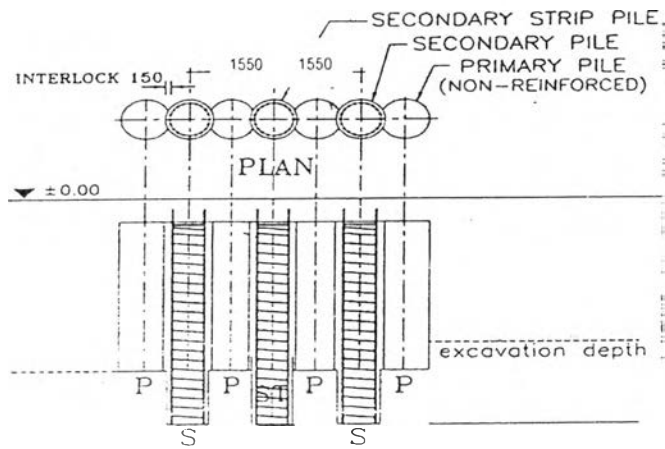 SECONDARY STRIP PILE
SECONDARY PILE
PRIMARY PILE
(NON-REINFORCED)
1550 1550
INTERLOCK 150
PLAN
±0.00
excavation depth
P P ST P P
S S